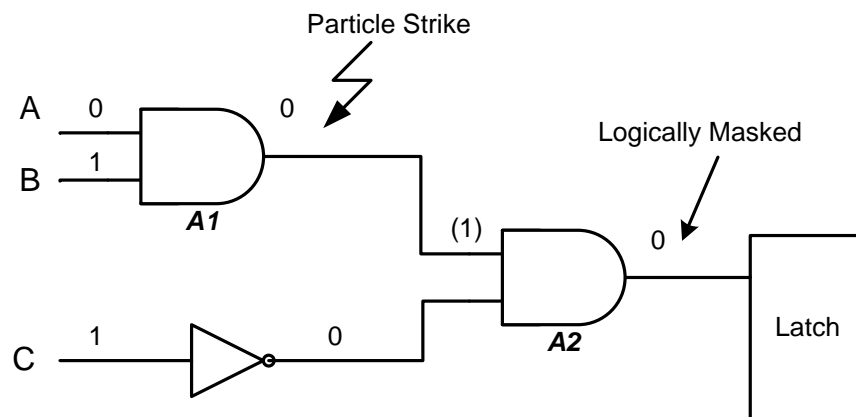 Particle Strike
A 0 0
Logically Masked
B 1
A1
(1) 0
Latch
C 1 0
A2